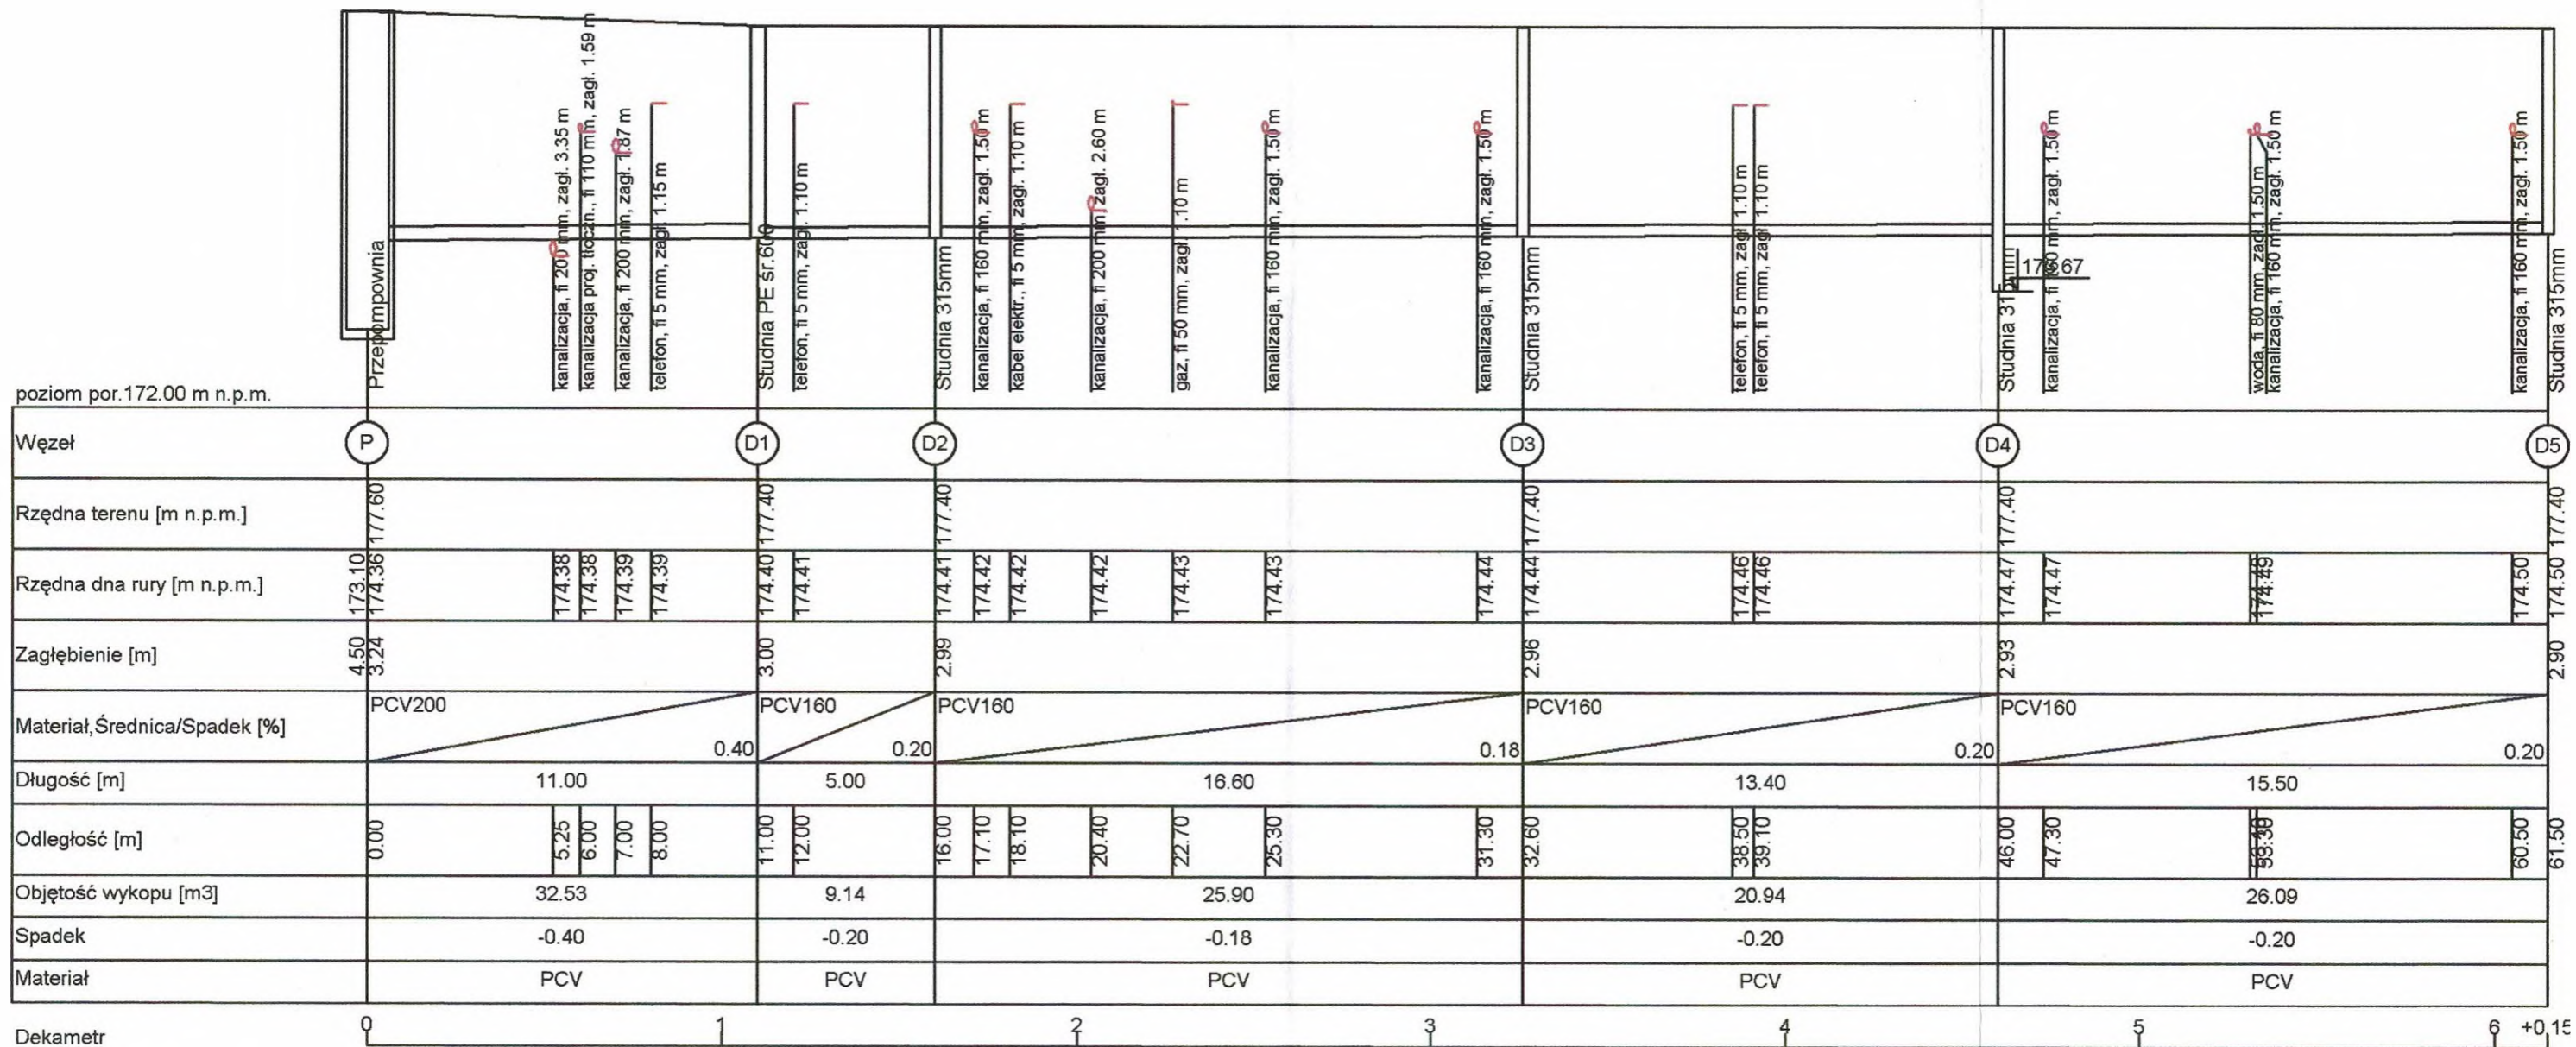 kanalizacja, fi 200 mm, zagł. 3.35 m
kanalizacja proj. tłoczn., fi 110 mm, zagł. 1.59 m
kanalizacja, fi 200 mm, zagł. 1.87 m
telefon, fi 5 mm, zagł. 1.15 m
telefon, fi 5 mm, zagł. 1.10 m
kanalizacja, fi 160 mm, zagł. 1.50 m
kabel elektr., fi 5 mm, zagł. 1.10 m
kanalizacja, fi 200 mm, zagł. 2.60 m
gaz, fi 50 mm, zagł. 1.10 m
kanalizacja, fi 160 mm, zagł. 1.50 m
kanalizacja, fi 160 mm, zagł. 1.50 m
telefon, fi 5 mm, zagł. 1.10 m
telefon, fi 5 mm, zagł. 1.10 m
kanalizacja, fi 160 mm, zagł. 1.50 m
woda, fi 80 mm, zagł. 1.50 m
kanalizacja, fi 160 mm, zagł. 1.50 m
kanalizacja, fi 160 mm, zagł. 1.50 m
Przepompownia
Studnia PE śr.600
Studnia 315mm
Studnia 315mm
Studnia 315mm
Studnia 315mm
poziom por.172.00 m n.p.m.
Węzeł P D1 D2 D3 D4 D5
Rzędna terenu [m n.p.m.] 177.60 177.40 177.40 177.40 177.40 177.40
Rzędna dna rury [m n.p.m.] 173.10 174.36 174.38 174.38 174.39 174.39 174.40 174.41 174.41 174.42 174.42 174.42 174.43 174.43 174.44 174.44 174.46 174.46 174.47 174.47 174.49 174.50 174.50
Zagłębienie [m] 4.50 3.24 3.00 2.99 2.96 2.93 2.90
PCV200 PCV160 PCV160 PCV160 PCV160
Materiał,Średnica/Spadek [%]
0.40 0.20 0.18 0.20 0.20
Długość [m] 11.00 5.00 16.60 13.40 15.50
Odległość [m] 0.00 5.25 6.00 7.00 8.00 11.00 12.00 16.00 17.10 18.10 20.40 22.70 25.30 31.30 32.60 38.50 39.10 46.00 47.30 60.50 61.50
Objętość wykopu [m3] 32.53 9.14 25.90 20.94 26.09
Spadek -0.40 -0.20 -0.18 -0.20 -0.20
Materiał PCV PCV PCV PCV PCV
Dekametr 0 1 2 3 4 5 6